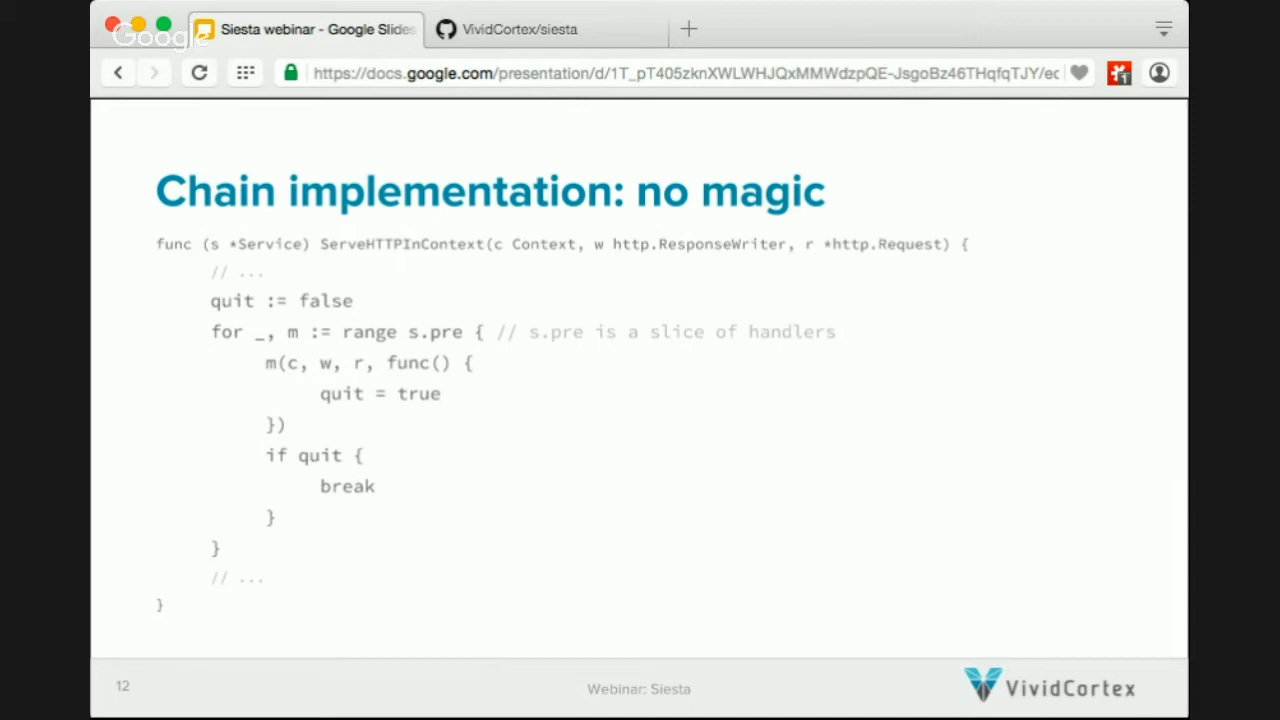 Google
Siesta webinar - Google Slides
VividCortex/siesta
https://docs.google.com/presentation/d/1T_pT405zknXWLWHJQxMMWdzpQE-JsgoBz46THqfqTJY/ec
1
Chain implementation: no magic
func (s *Service) ServeHTTPInContext(c Context, w http.ResponseWriter, r *http.Request) {
// ...
quit := false
for _, m := range s.pre { // s.pre is a slice of handlers
m(c, w, r, func() {
quit = true
})
if quit {
break
}
}
// ...
}
12
Webinar: Siesta
VividCortex